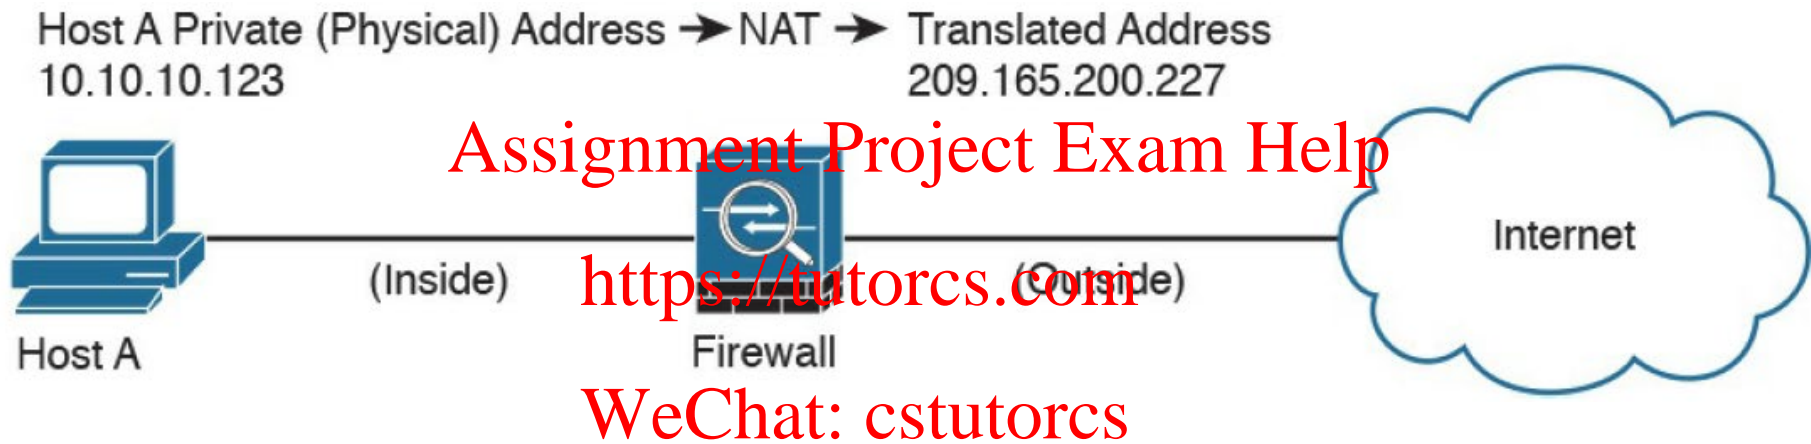 Host A Private (Physical) Address → NAT → Translated Address
10.10.10.123 209.165.200.227
Assignment Project Exam Help
Internet
(Inside) https://tutorcs.com (Outside)
Host A Firewall
WeChat: cstutorcs